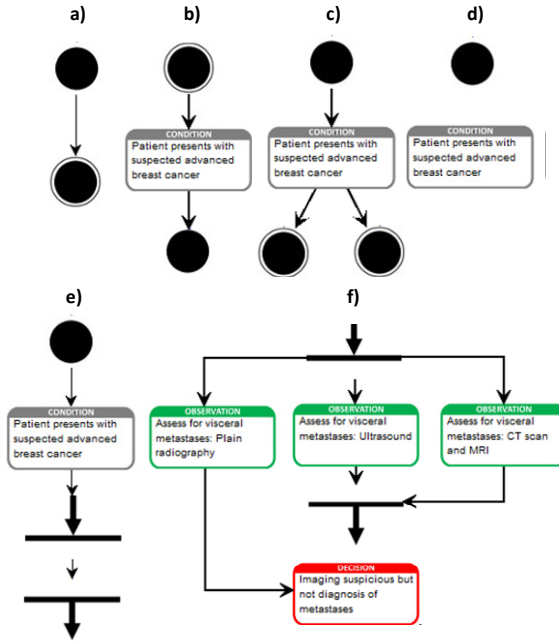 a)
b)
c)
d)
CONDITION
Patient presents with
suspected advanced
breast cancer
CONDITION
Patient presents with
suspected advanced
breast cancer
CONDITION
Patient presents with
suspected advanced
breast cancer
e)
f)
CONDITION
Patient presents with
suspected advanced
breast cancer
OBSERVATION
Assess for visceral
metastases: Plain
radiography
OBSERVATION
Assess for visceral
metastases: Ultrasound
OBSERVATION
Assess for visceral
metastases: CT scan
and MRI
DECISION
Imaging suspicious but
not diagnosis of
metastases